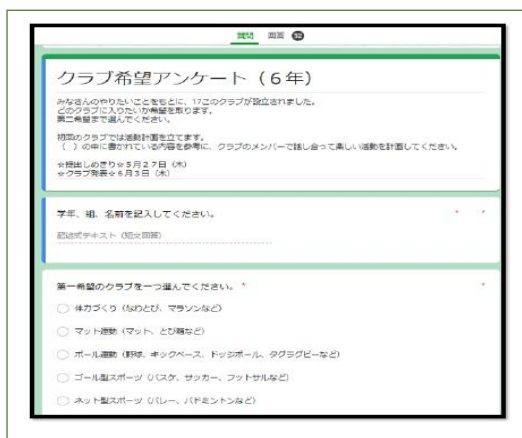 質問 回答 52
クラブ希望アンケート（6年）
みなさんのやりたいことをもとに、17このクラブが設立されました。
どのクラブに入りたいか希望を取ります。
第二希望まで選んでください。
初回のクラブでは活動計画を立てます。
（ ）の中に書かれている内容を参考に、クラブのメンバーで話し合って楽しい活動を計画してください。
☆提出しめきり☆5月27日（木）
☆クラブ発表☆6月3日（木）
学年、組、名前を記入してください。 * *
記述式テキスト（短文回答）
第一希望のクラブを一つ選んでください。 * *
体力づくり（なわとび、マラソンなど）
マット運動（マット、とび箱など）
ボール運動（野球、キックベース、ドッジボール、タグラグビーなど）
ゴール型スポーツ（バスケ、サッカー、フットサルなど）
ネット型スポーツ（バレー、バドミントンなど）